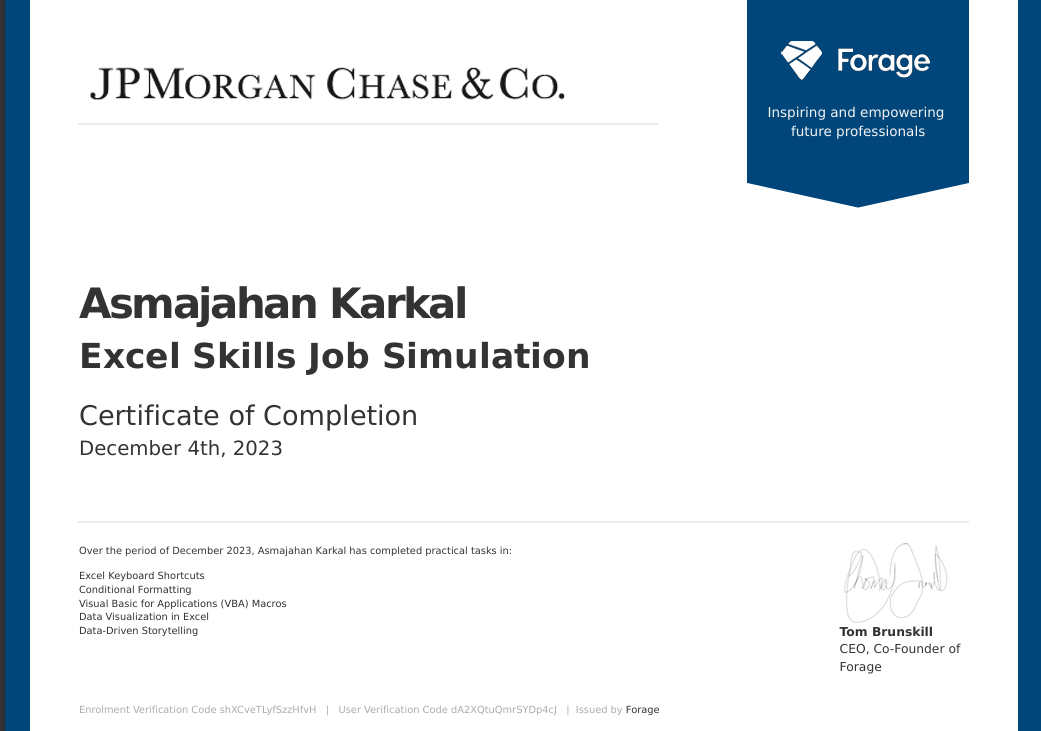 JPMORGAN CHASE & CO.
Forage
Inspiring and empowering
future professionals
Asmajahan Karkal
Excel Skills Job Simulation
Certificate of Completion
December 4th, 2023
Over the period of December 2023, Asmajahan Karkal has completed practical tasks in:
Excel Keyboard Shortcuts
Conditional Formatting
Visual Basic for Applications (VBA) Macros
Data Visualization in Excel
Data-Driven Storytelling
Tom Brunskill
CEO, Co-Founder of
Forage
Enrolment Verification Code shXCveTLyfSzzHfvH | User Verification Code dA2XQtuQmrSYDp4cJ | Issued by Forage